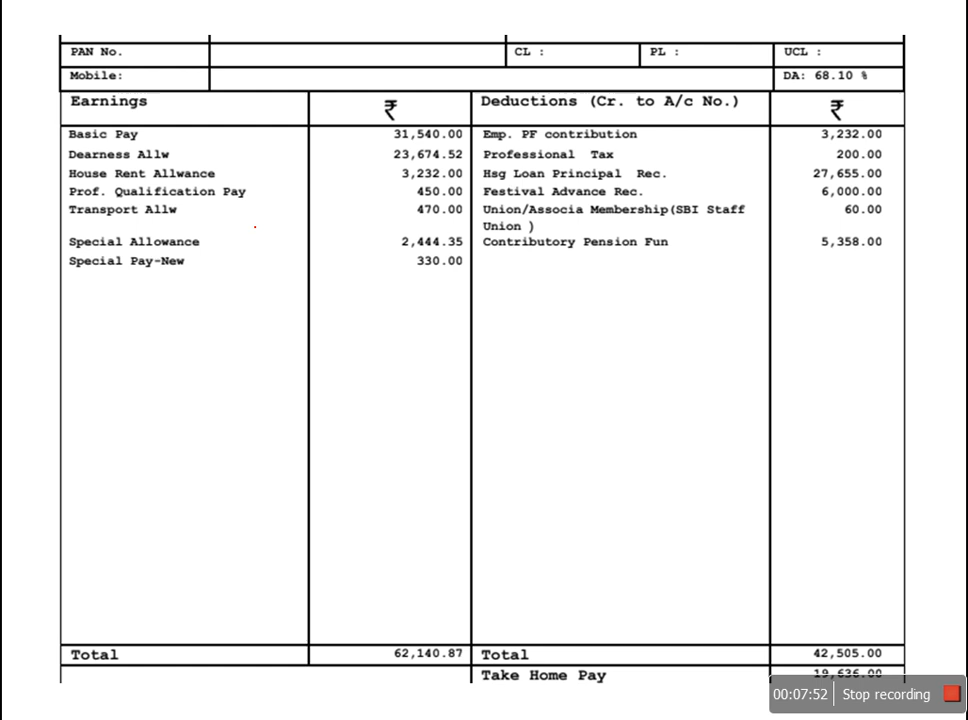 PAN No. CL : PL : UCL :
Mobile: DA: 68.10 %
Earnings ₹ Deductions (Cr. to A/c No.) ₹
Basic Pay 31,540.00 Emp. PF contribution 3,232.00
Dearness Allw 23,674.52 Professional Tax 200.00
House Rent Allwance 3,232.00 Hsg Loan Principal Rec. 27,655.00
Prof. Qualification Pay 450.00 Festival Advance Rec. 6,000.00
Transport Allw 470.00 Union/Associa Membership(SBI Staff 60.00
Union )
Special Allowance 2,444.35 Contributory Pension Fun 5,358.00
Special Pay-New 330.00
Total 62,140.87 Total 42,505.00
Take Home Pay 19,636.00
00:07:52 Stop recording